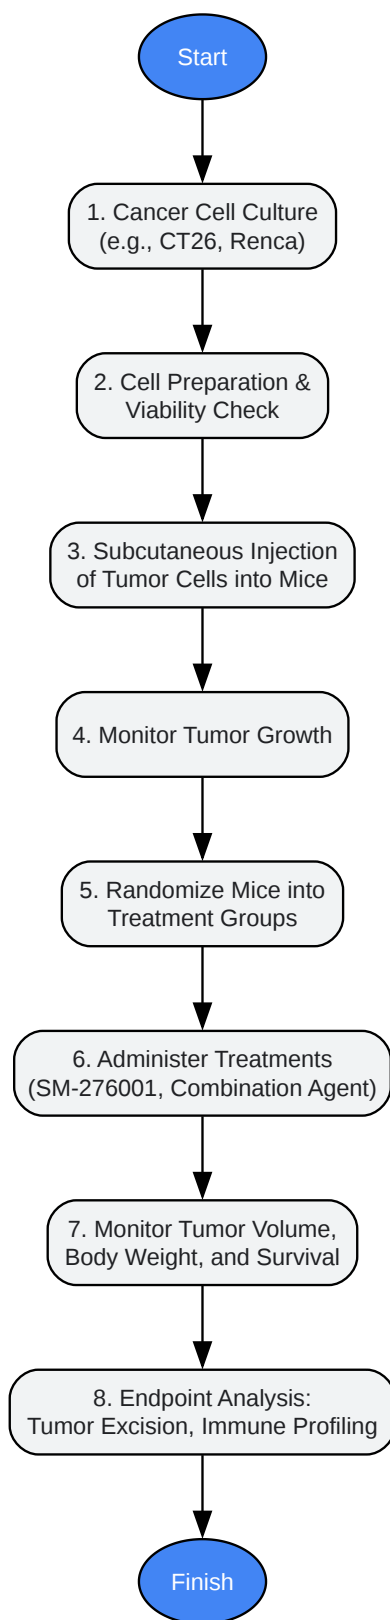 Start
1. Cancer Cell Culture
(e.g., CT26, Renca)
2. Cell Preparation &
Viability Check
3. Subcutaneous Injection
of Tumor Cells into Mice
4. Monitor Tumor Growth
5. Randomize Mice into
Treatment Groups
6. Administer Treatments
(SM-276001, Combination Agent)
7. Monitor Tumor Volume,
Body Weight, and Survival
8. Endpoint Analysis:
Tumor Excision, Immune Profiling
Finish